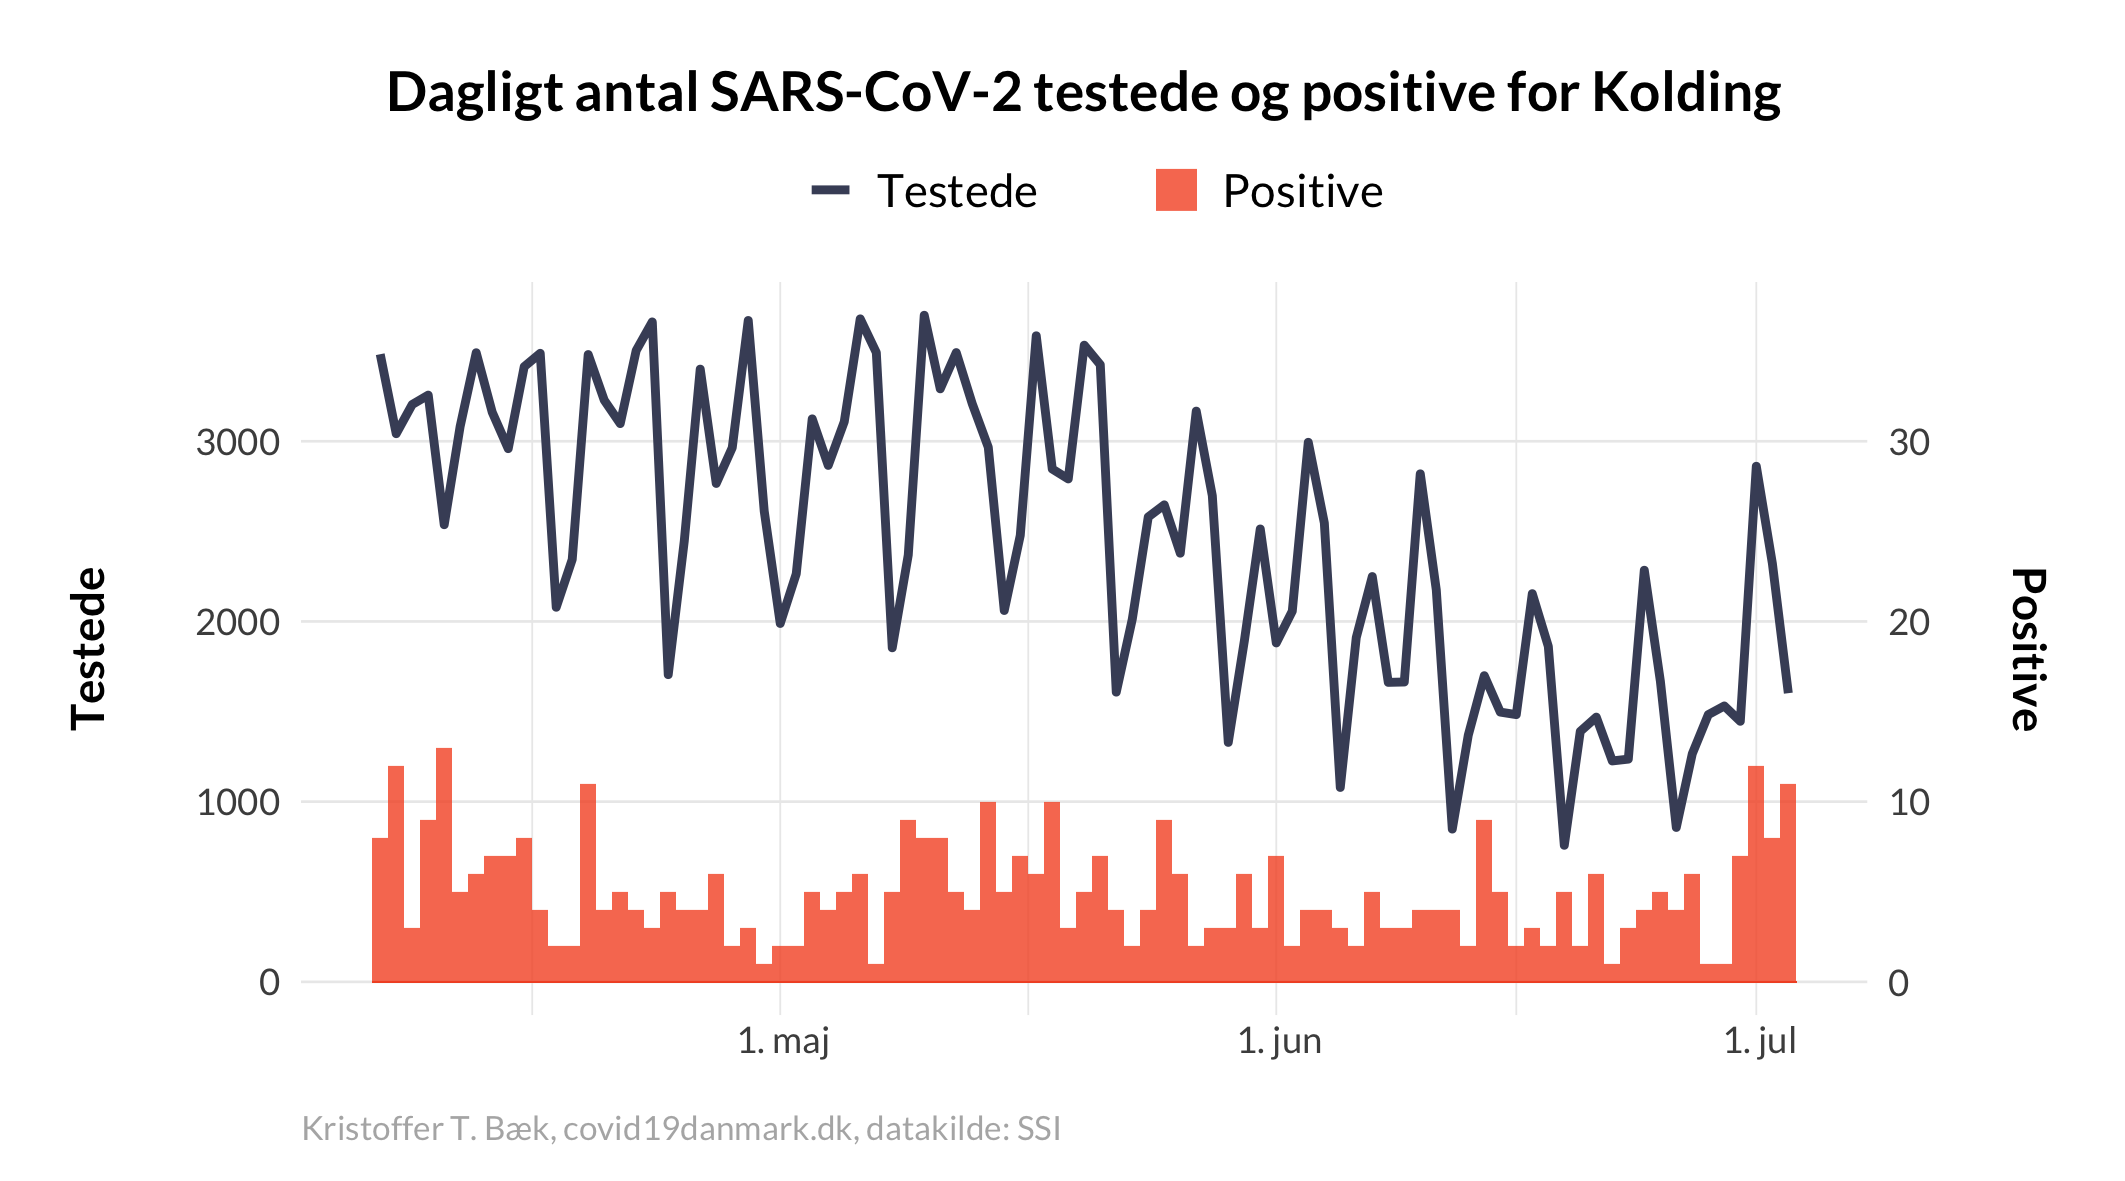 Dagligt antal SARS-CoV-2 testede og positive for Kolding
Testede
Positive
3000
2000
1000
0
Testede
30
20
10
0
Positive
1. maj
1. jun
1. jul
Kristoffer T. Bæk, covid19danmark.dk, datakilde: SSI